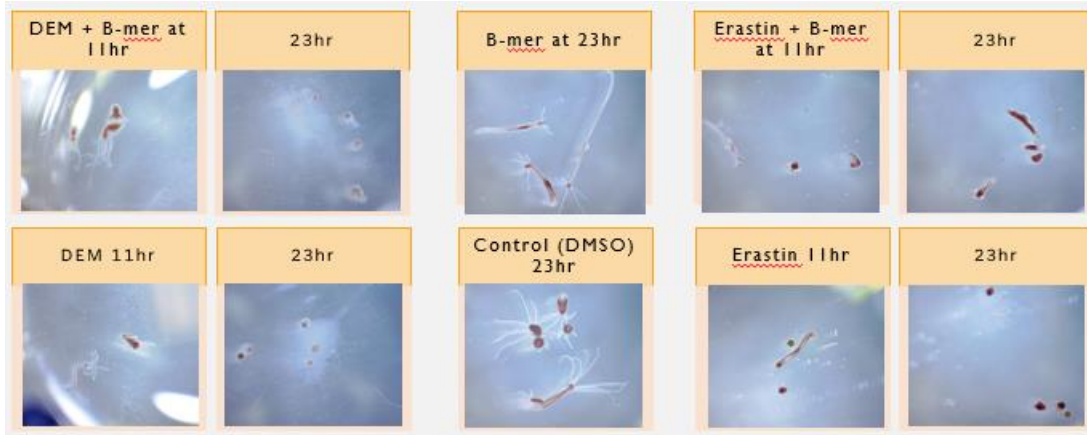 DEM + B-mer at
11hr
23hr
B-mer at 23hr
Erastin + B-mer
at 11hr
23hr
DEM 11hr
23hr
Control (DMSO)
23hr
Erastin 11hr
23hr